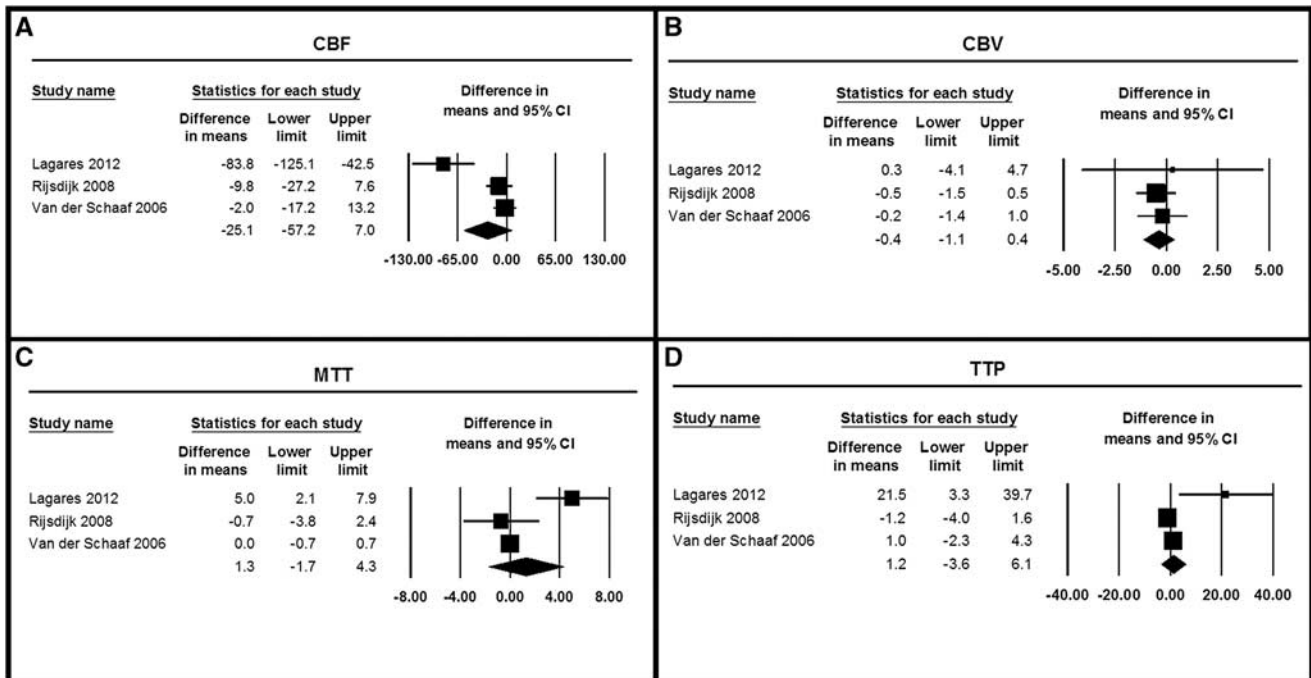 A
CBF
Study name Statistics for each study Difference in
means and 95% CI
Difference Lower Upper
in means limit limit
Lagares 2012 -83.8 -125.1 -42.5
Rijsdijk 2008 -9.8 -27.2 7.6
Van der Schaaf 2006 -2.0 -17.2 13.2
-25.1 -57.2 7.0
-130.00 -65.00 0.00 65.00 130.00
B
CBV
Study name Statistics for each study Difference in
means and 95% CI
Difference Lower Upper
in means limit limit
Lagares 2012 0.3 -4.1 4.7
Rijsdijk 2008 -0.5 -1.5 0.5
Van der Schaaf 2006 -0.2 -1.4 1.0
-0.4 -1.1 0.4
-5.00 -2.50 0.00 2.50 5.00
C
MTT
Study name Statistics for each study Difference in
means and 95% CI
Difference Lower Upper
in means limit limit
Lagares 2012 5.0 2.1 7.9
Rijsdijk 2008 -0.7 -3.8 2.4
Van der Schaaf 2006 0.0 -0.7 0.7
1.3 -1.7 4.3
-8.00 -4.00 0.00 4.00 8.00
D
TTP
Study name Statistics for each study Difference in
means and 95% CI
Difference Lower Upper
in means limit limit
Lagares 2012 21.5 3.3 39.7
Rijsdijk 2008 -1.2 -4.0 1.6
Van der Schaaf 2006 1.0 -2.3 4.3
1.2 -3.6 6.1
-40.00 -20.00 0.00 20.00 40.00